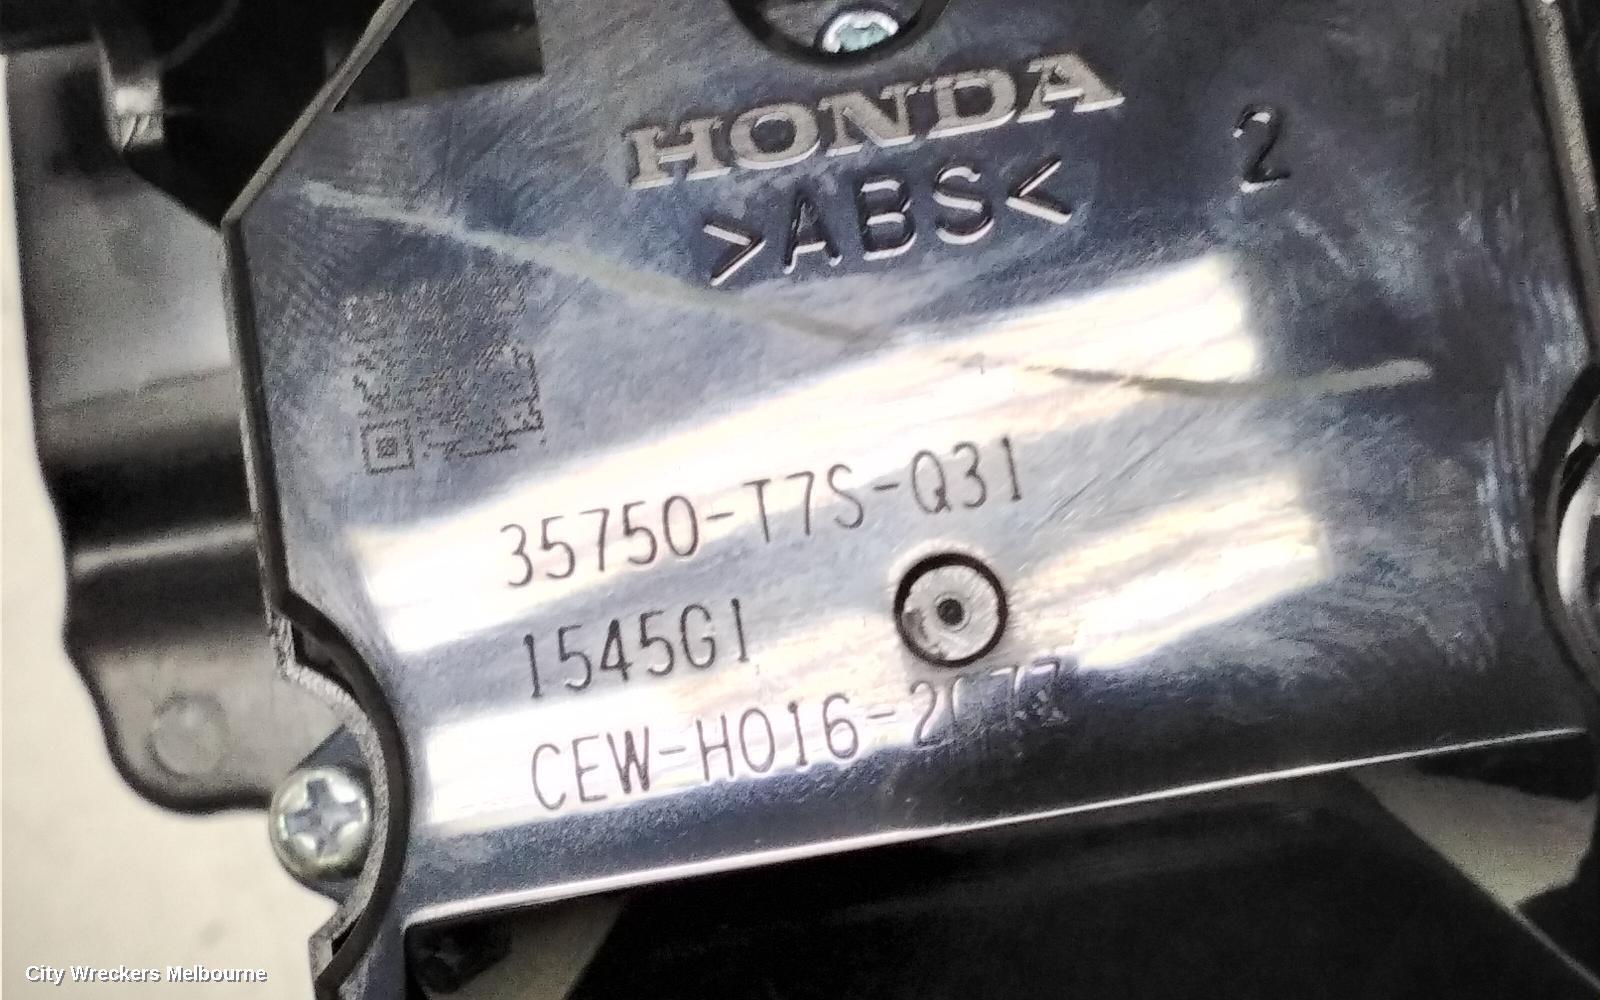 HONDA
>ABS<
2
35750-T7S-Q31
1545G1
CEW-H016-
City Wreckers Melbourne